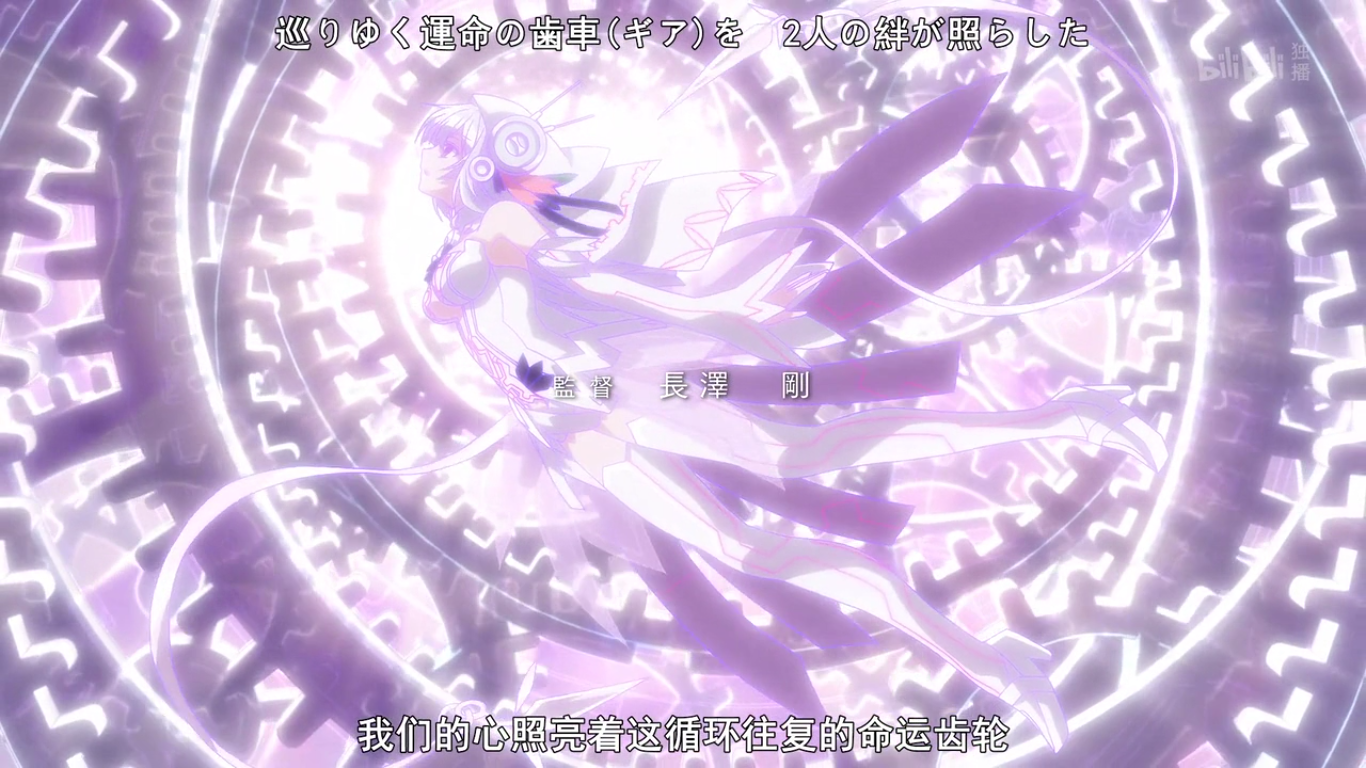 巡りゆく運命の歯車(ギア)を　2人の絆が照らした
bilibili 独播
監督　長澤　剛
我们的心照亮着这循环往复的命运齿轮